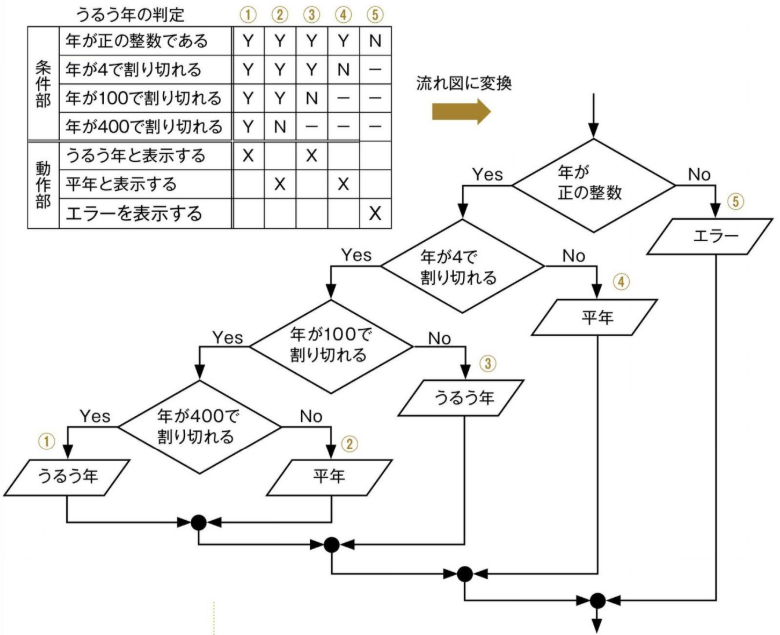 うるう年の判定 ① ② ③ ④ ⑤
条件部
年が正の整数である Y Y Y Y N
年が4で割り切れる Y Y Y N －
年が100で割り切れる Y Y N － －
年が400で割り切れる Y N － － －
動作部
うるう年と表示する X X
平年と表示する X X
エラーを表示する X
流れ図に変換
年が
正の整数
Yes
No
⑤
エラー
年が4で
割り切れる
Yes
No
④
平年
年が100で
割り切れる
Yes
No
③
うるう年
年が400で
割り切れる
Yes
No
①
うるう年
②
平年